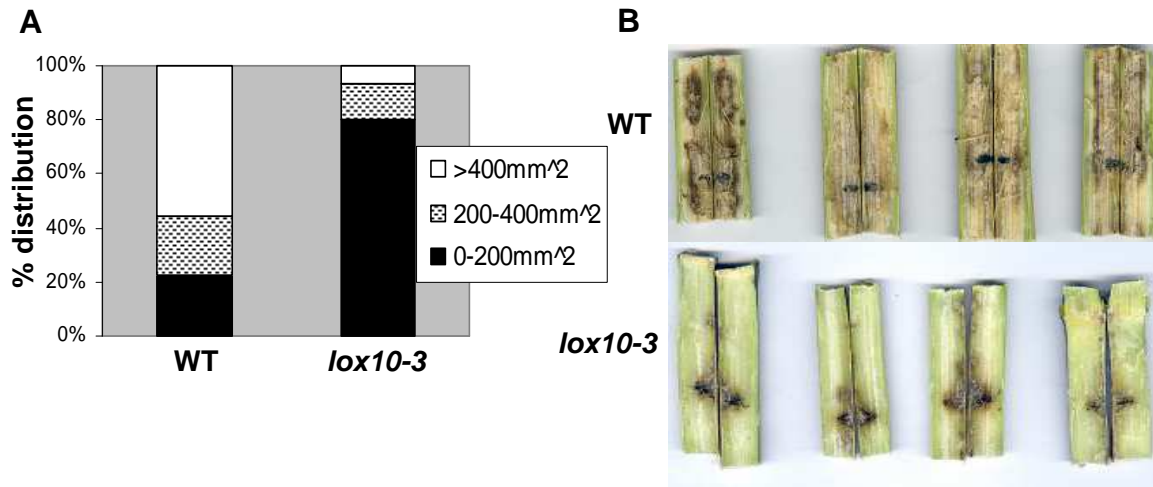 A
100%
80%
60%
40%
20%
0%
% distribution
WT
lox10-3
>400mm^2
200-400mm^2
0-200mm^2
B
WT
lox10-3